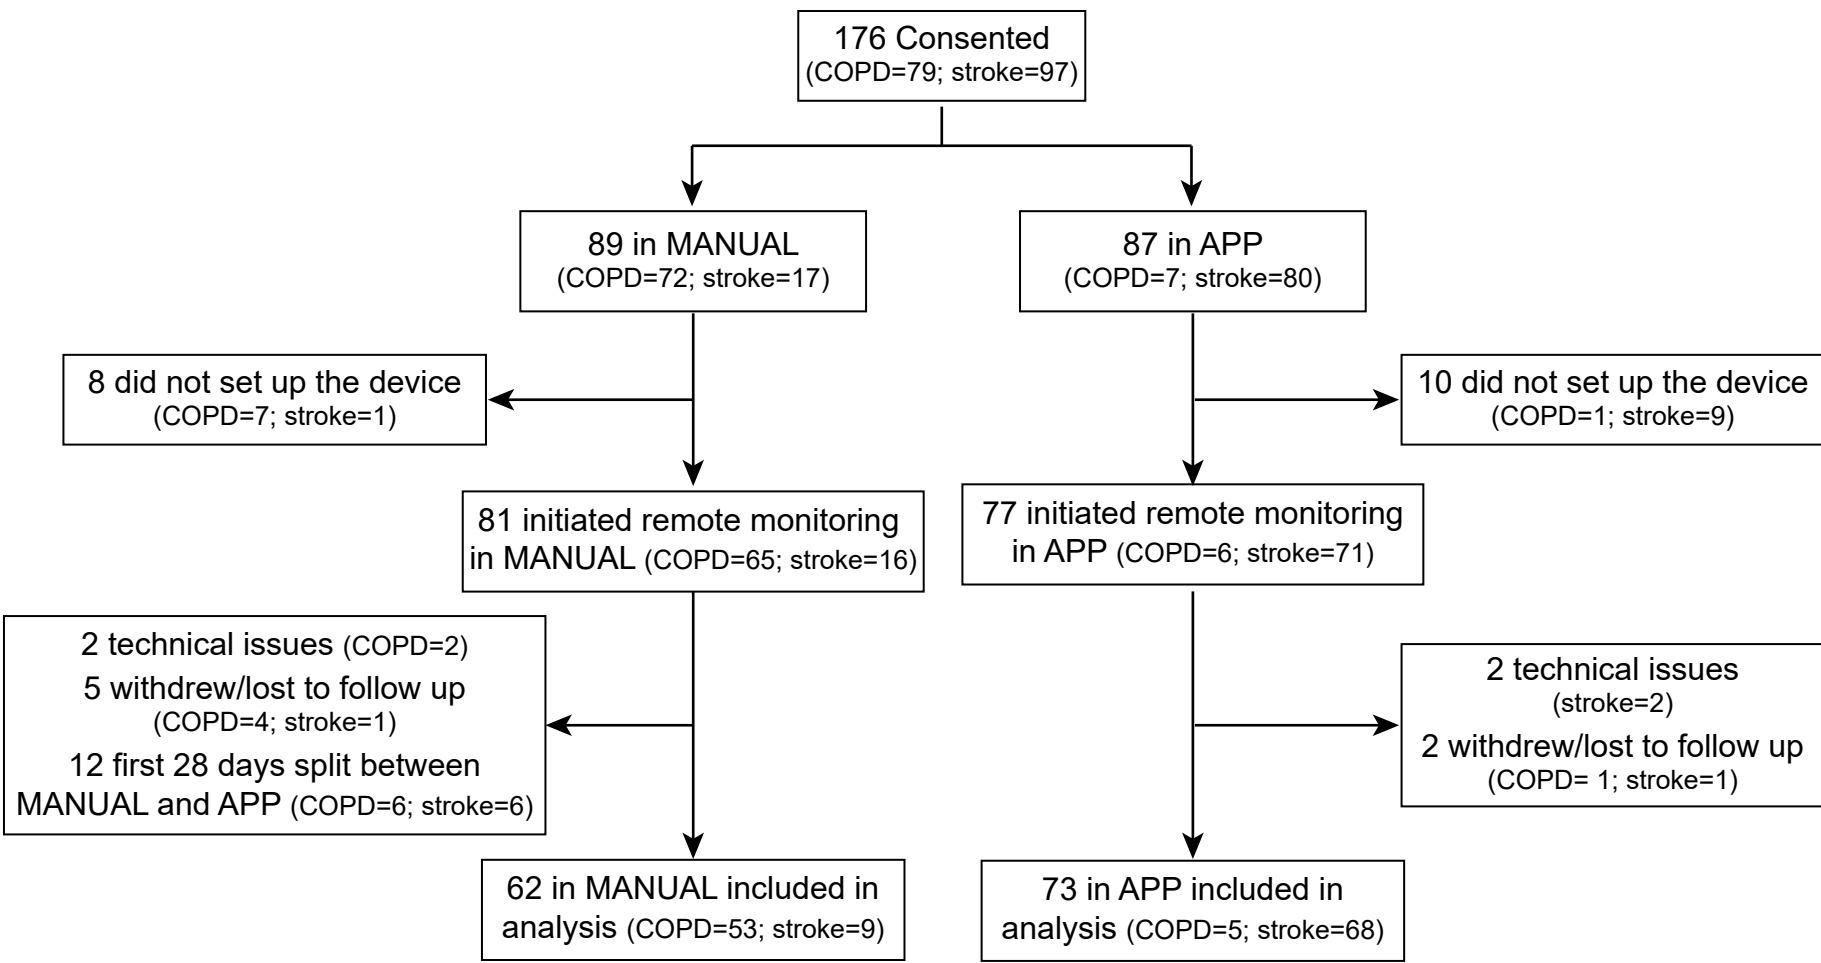 176 Consented
(COPD=79; stroke=97)
89 in MANUAL
(COPD=72; stroke=17)
87 in APP
(COPD=7; stroke=80)
8 did not set up the device
(COPD=7; stroke=1)
10 did not set up the device
(COPD=1; stroke=9)
81 initiated remote monitoring
in MANUAL (COPD=65; stroke=16)
77 initiated remote monitoring
in APP (COPD=6; stroke=71)
2 technical issues (COPD=2)
5 withdrew/lost to follow up
(COPD=4; stroke=1)
12 first 28 days split between
MANUAL and APP (COPD=6; stroke=6)
2 technical issues
(stroke=2)
2 withdrew/lost to follow up
(COPD= 1; stroke=1)
62 in MANUAL included in
analysis (COPD=53; stroke=9)
73 in APP included in
analysis (COPD=5; stroke=68)